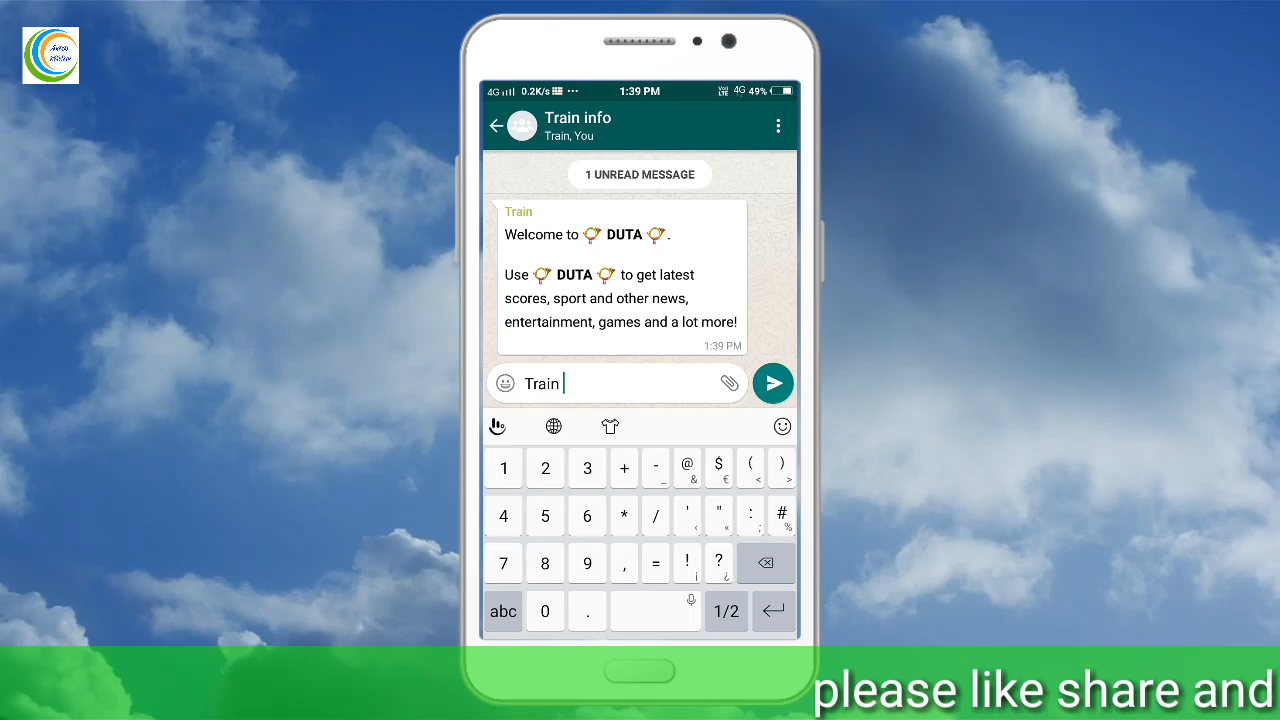 4G 0.2K/s ... 1:39 PM 4G 49%
Train info
Train, You
1 UNREAD MESSAGE
Train
Welcome to DUTA .
Use DUTA to get latest
scores, sport and other news,
entertainment, games and a lot more!
1:39 PM
Train
1 2 3 + - _ @ & $ € ( < ) >
4 5 6 * / ' ‹ " « : ; # %
7 8 9 , = ! ¡ ? ¿
abc 0 . 1/2
please like share and